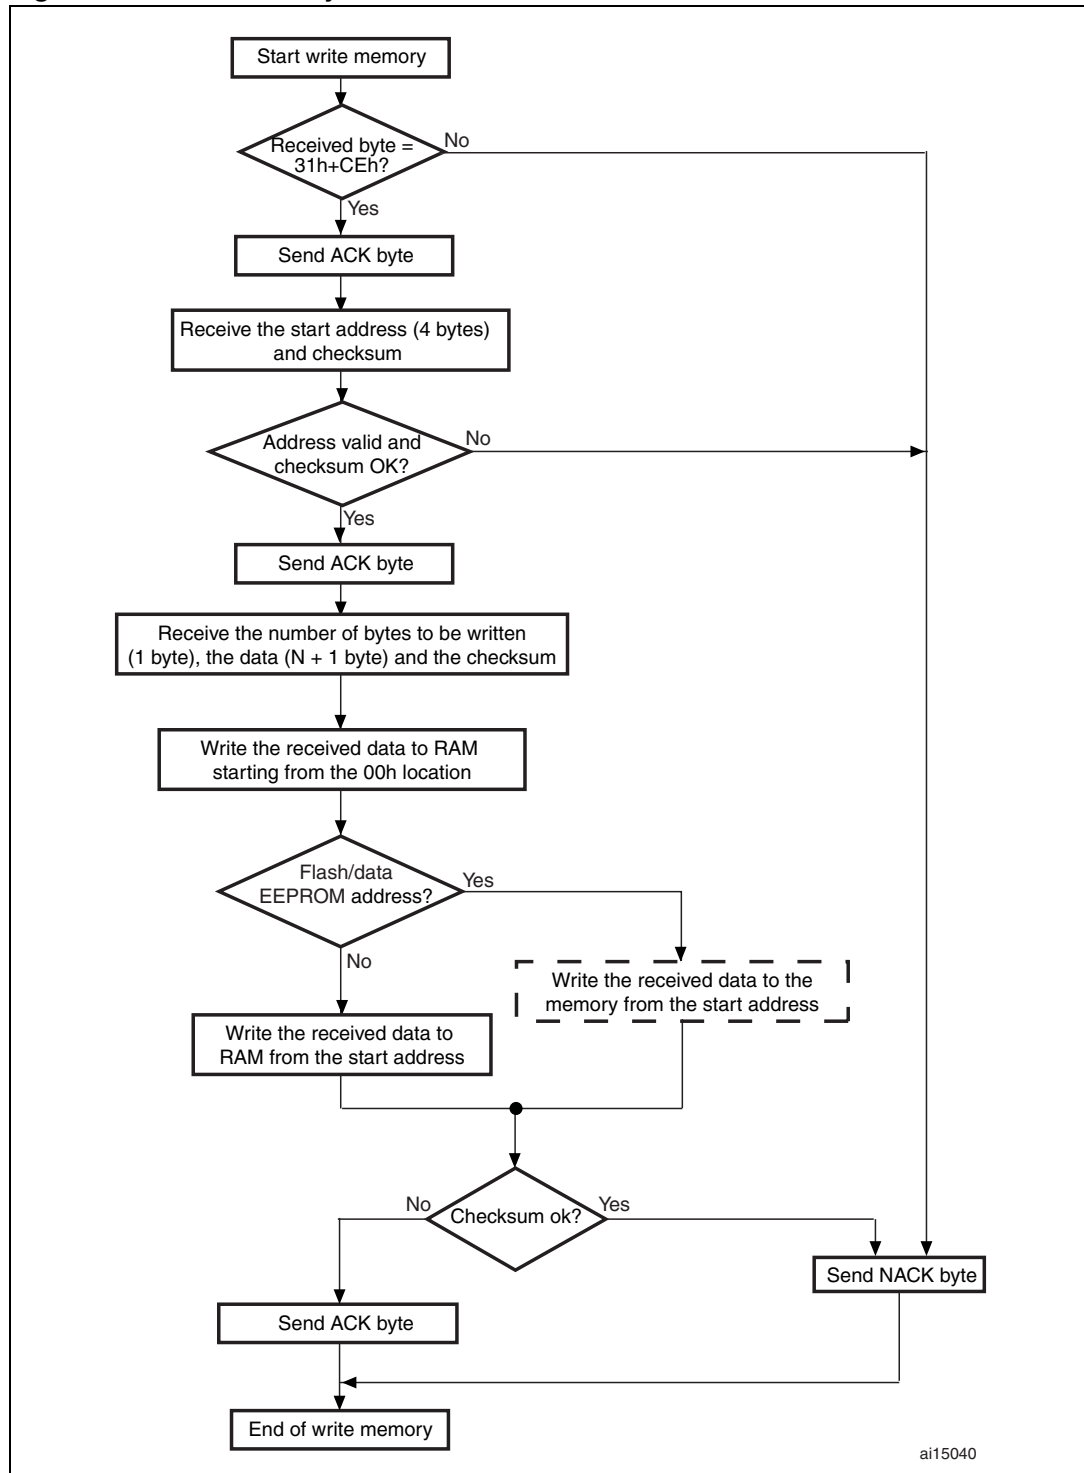 Start write memory
Received byte =
31h+CEh?
No
Yes
Send ACK byte
Receive the start address (4 bytes)
and checksum
Address valid and
checksum OK?
No
Yes
Send ACK byte
Receive the number of bytes to be written
(1 byte), the data (N + 1 byte) and the checksum
Write the received data to RAM
starting from the 00h location
Flash/data
EEPROM address?
Yes
No
Write the received data to the
memory from the start address
Write the received data to
RAM from the start address
No
Checksum ok?
Yes
Send NACK byte
Send ACK byte
End of write memory
ai15040